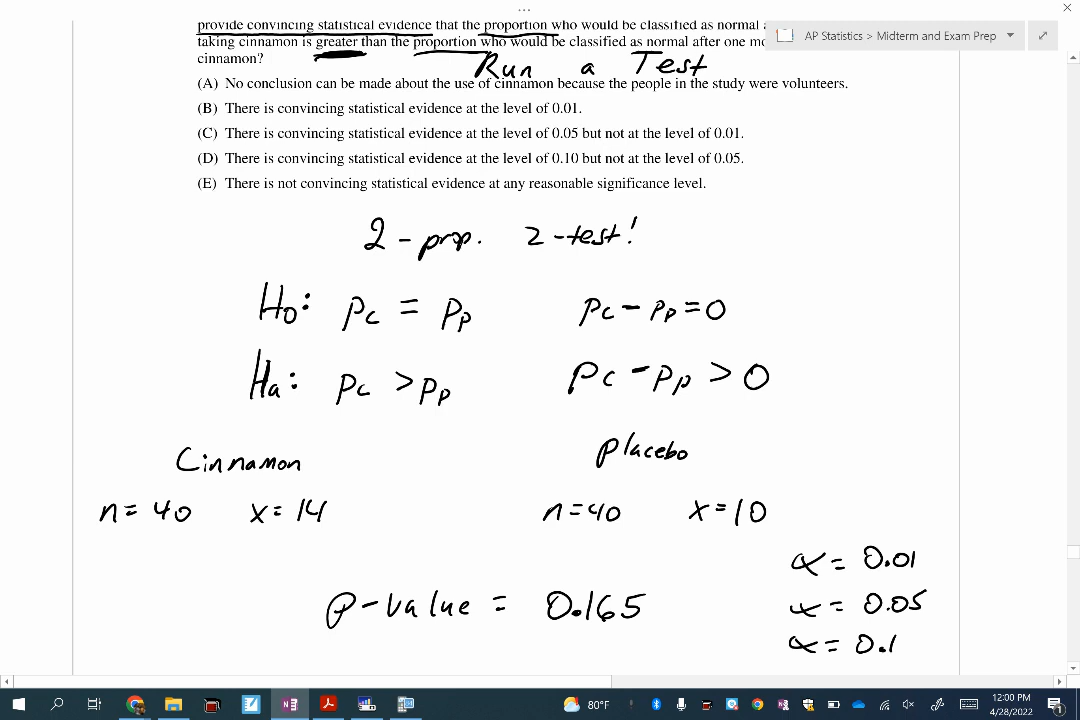 provide convincing statistical evidence that the proportion who would be classified as normal
AP Statistics > Midterm and Exam Prep
taking cinnamon is greater than the proportion who would be classified as normal after one mo
cinnamon?
Run a Test
(A) No conclusion can be made about the use of cinnamon because the people in the study were volunteers.
(B) There is convincing statistical evidence at the level of 0.01.
(C) There is convincing statistical evidence at the level of 0.05 but not at the level of 0.01.
(D) There is convincing statistical evidence at the level of 0.10 but not at the level of 0.05.
(E) There is not convincing statistical evidence at any reasonable significance level.
2-prop. z-test!
H₀: pc = pp pc - pp = 0
Ha: pc > pp pc - pp > 0
Cinnamon Placebo
n = 40 x = 14 n = 40 x = 10
α = 0.01
p-value = 0.165 α = 0.05
α = 0.1
80°F
12:00 PM
4/28/2022